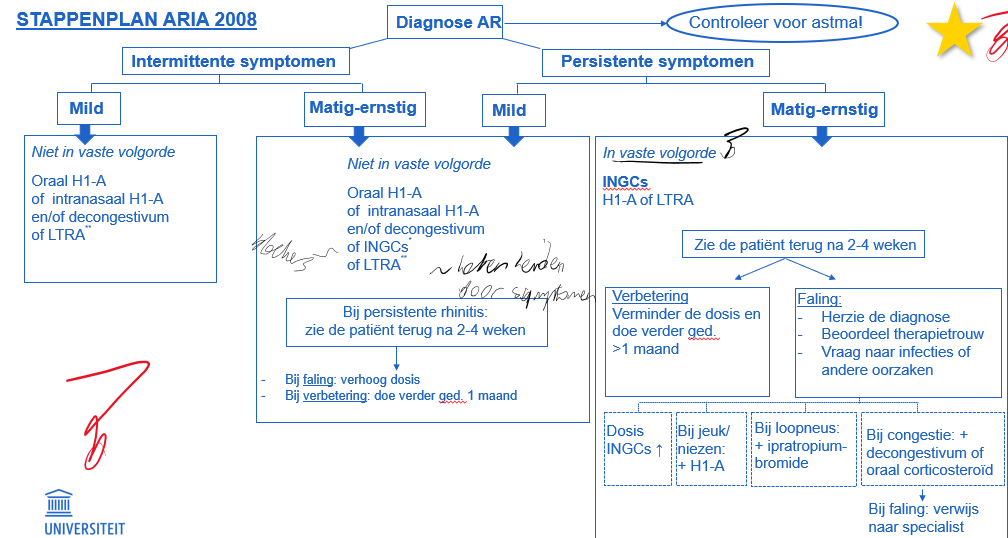 STAPPENPLAN ARIA 2008
Diagnose AR
Controleer voor astma!
Intermittente symptomen
Persistente symptomen
Mild
Matig-ernstig
Mild
Matig-ernstig
Niet in vaste volgorde
Oraal H1-A
of intranasaal H1-A
en/of decongestivum
of LTRA**
Niet in vaste volgorde
Oraal H1-A
of intranasaal H1-A
en/of decongestivum
of INGCs*
of LTRA**
door symptomen
Bij persistente rhinitis:
zie de patiënt terug na 2-4 weken
- Bij faling: verhoog dosis
- Bij verbetering: doe verder ged. 1 maand
In vaste volgorde
INGCs
H1-A of LTRA
Zie de patiënt terug na 2-4 weken
Verbetering
Verminder de dosis en
doe verder ged.
>1 maand
Faling:
- Herzie de diagnose
- Beoordeel therapietrouw
- Vraag naar infecties of
andere oorzaken
Dosis
INGCs ↑
Bij jeuk/
niezen:
+ H1-A
Bij loopneus:
+ ipratropium-
bromide
Bij congestie: +
decongestivum of
oraal corticosteroïd
Bij faling: verwijs
naar specialist
UNIVERSITEIT